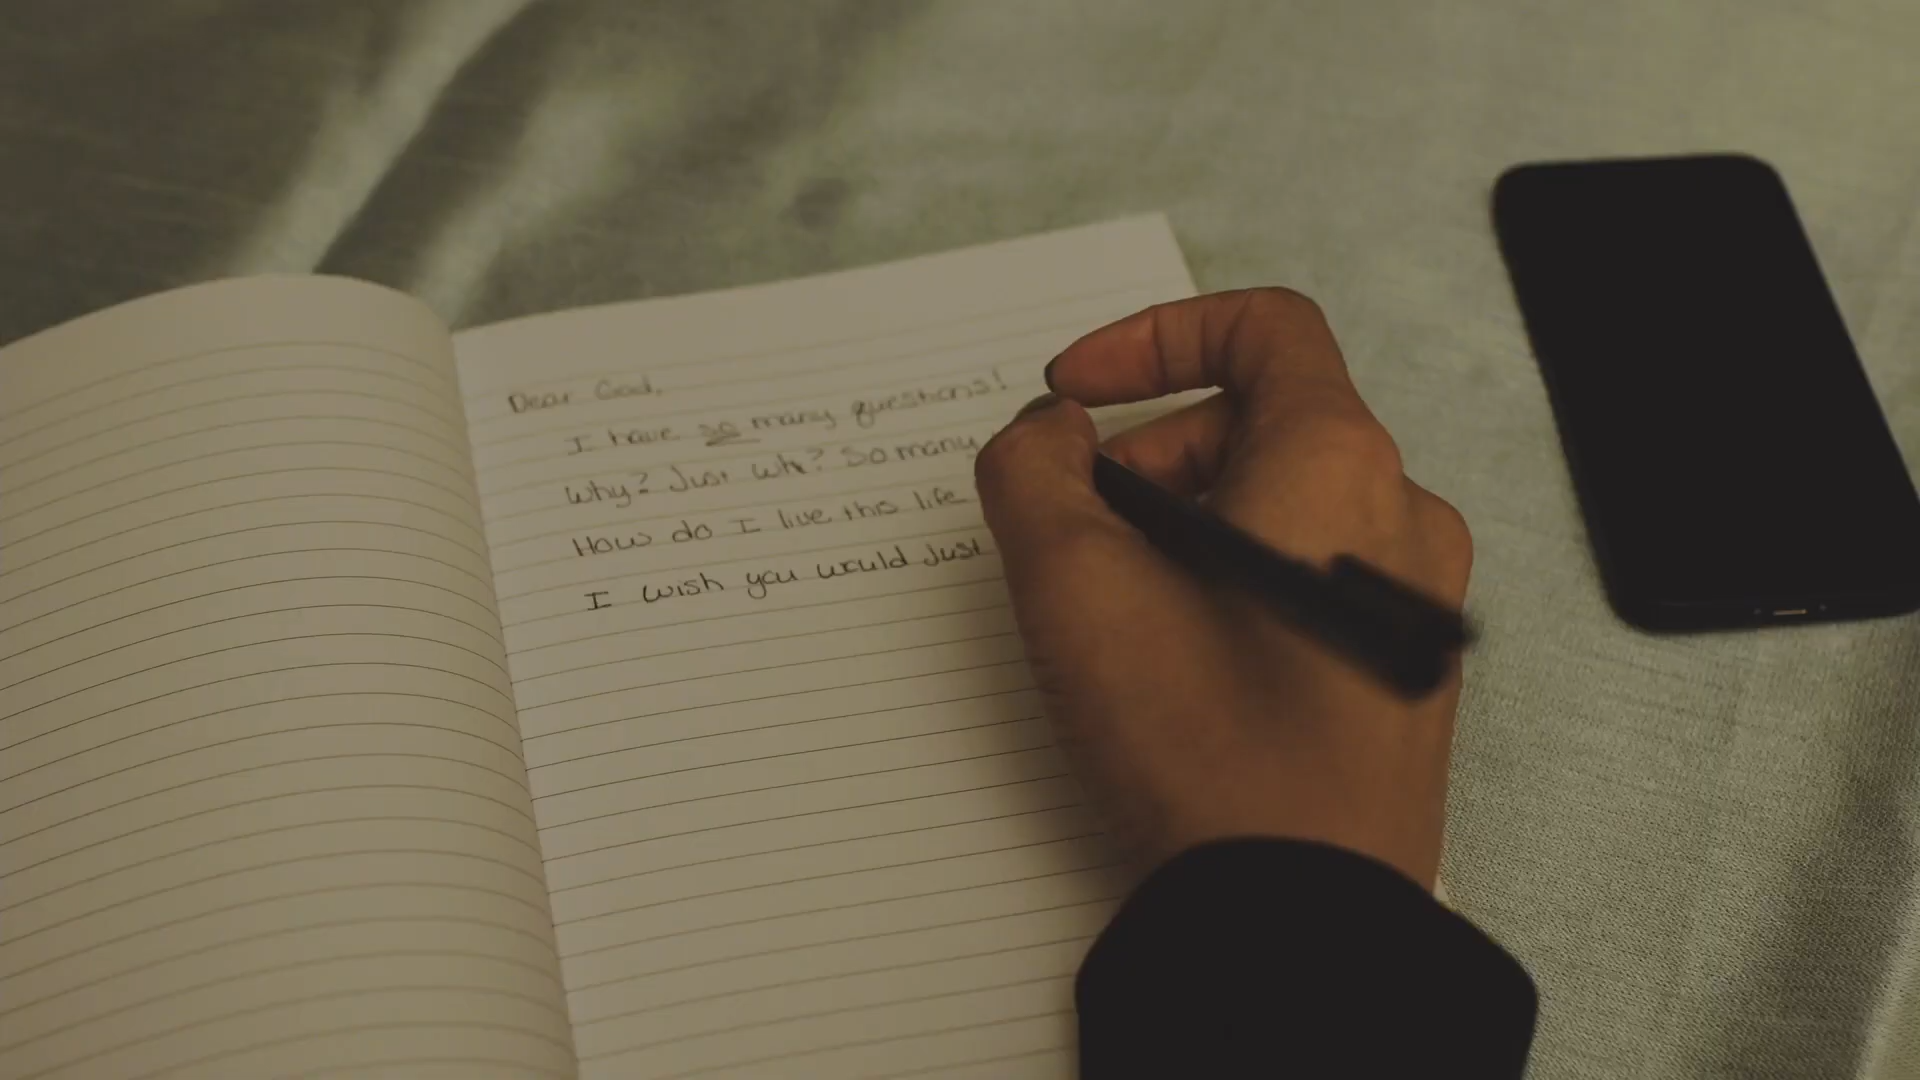 Dear God,
I have so many questions!
Why? Just why? So many
How do I live this life
I wish you would just